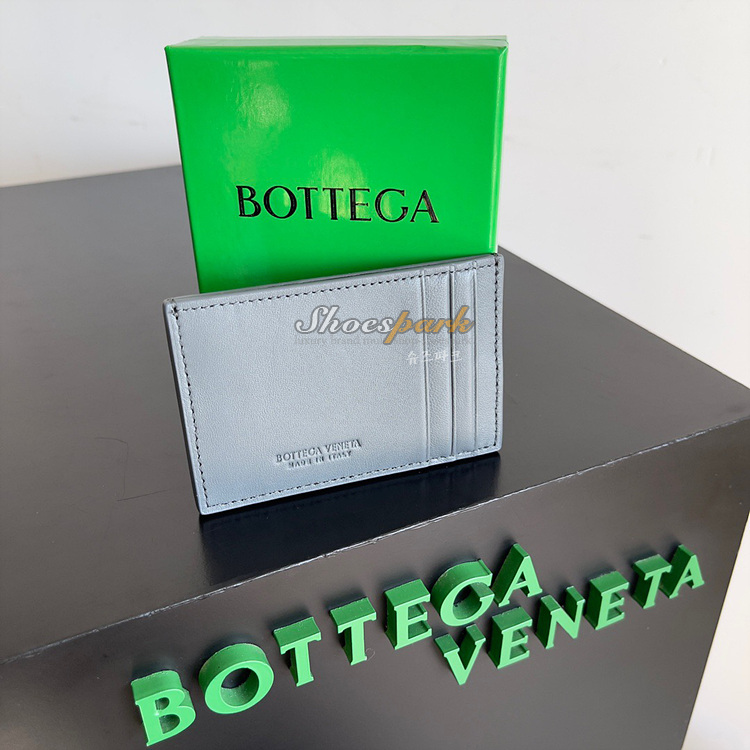 BOTTEGA
Shoespark
슈즈파크
BOTTEGA VENETA
MADE IN ITALY
BOTTEGA
VENETA